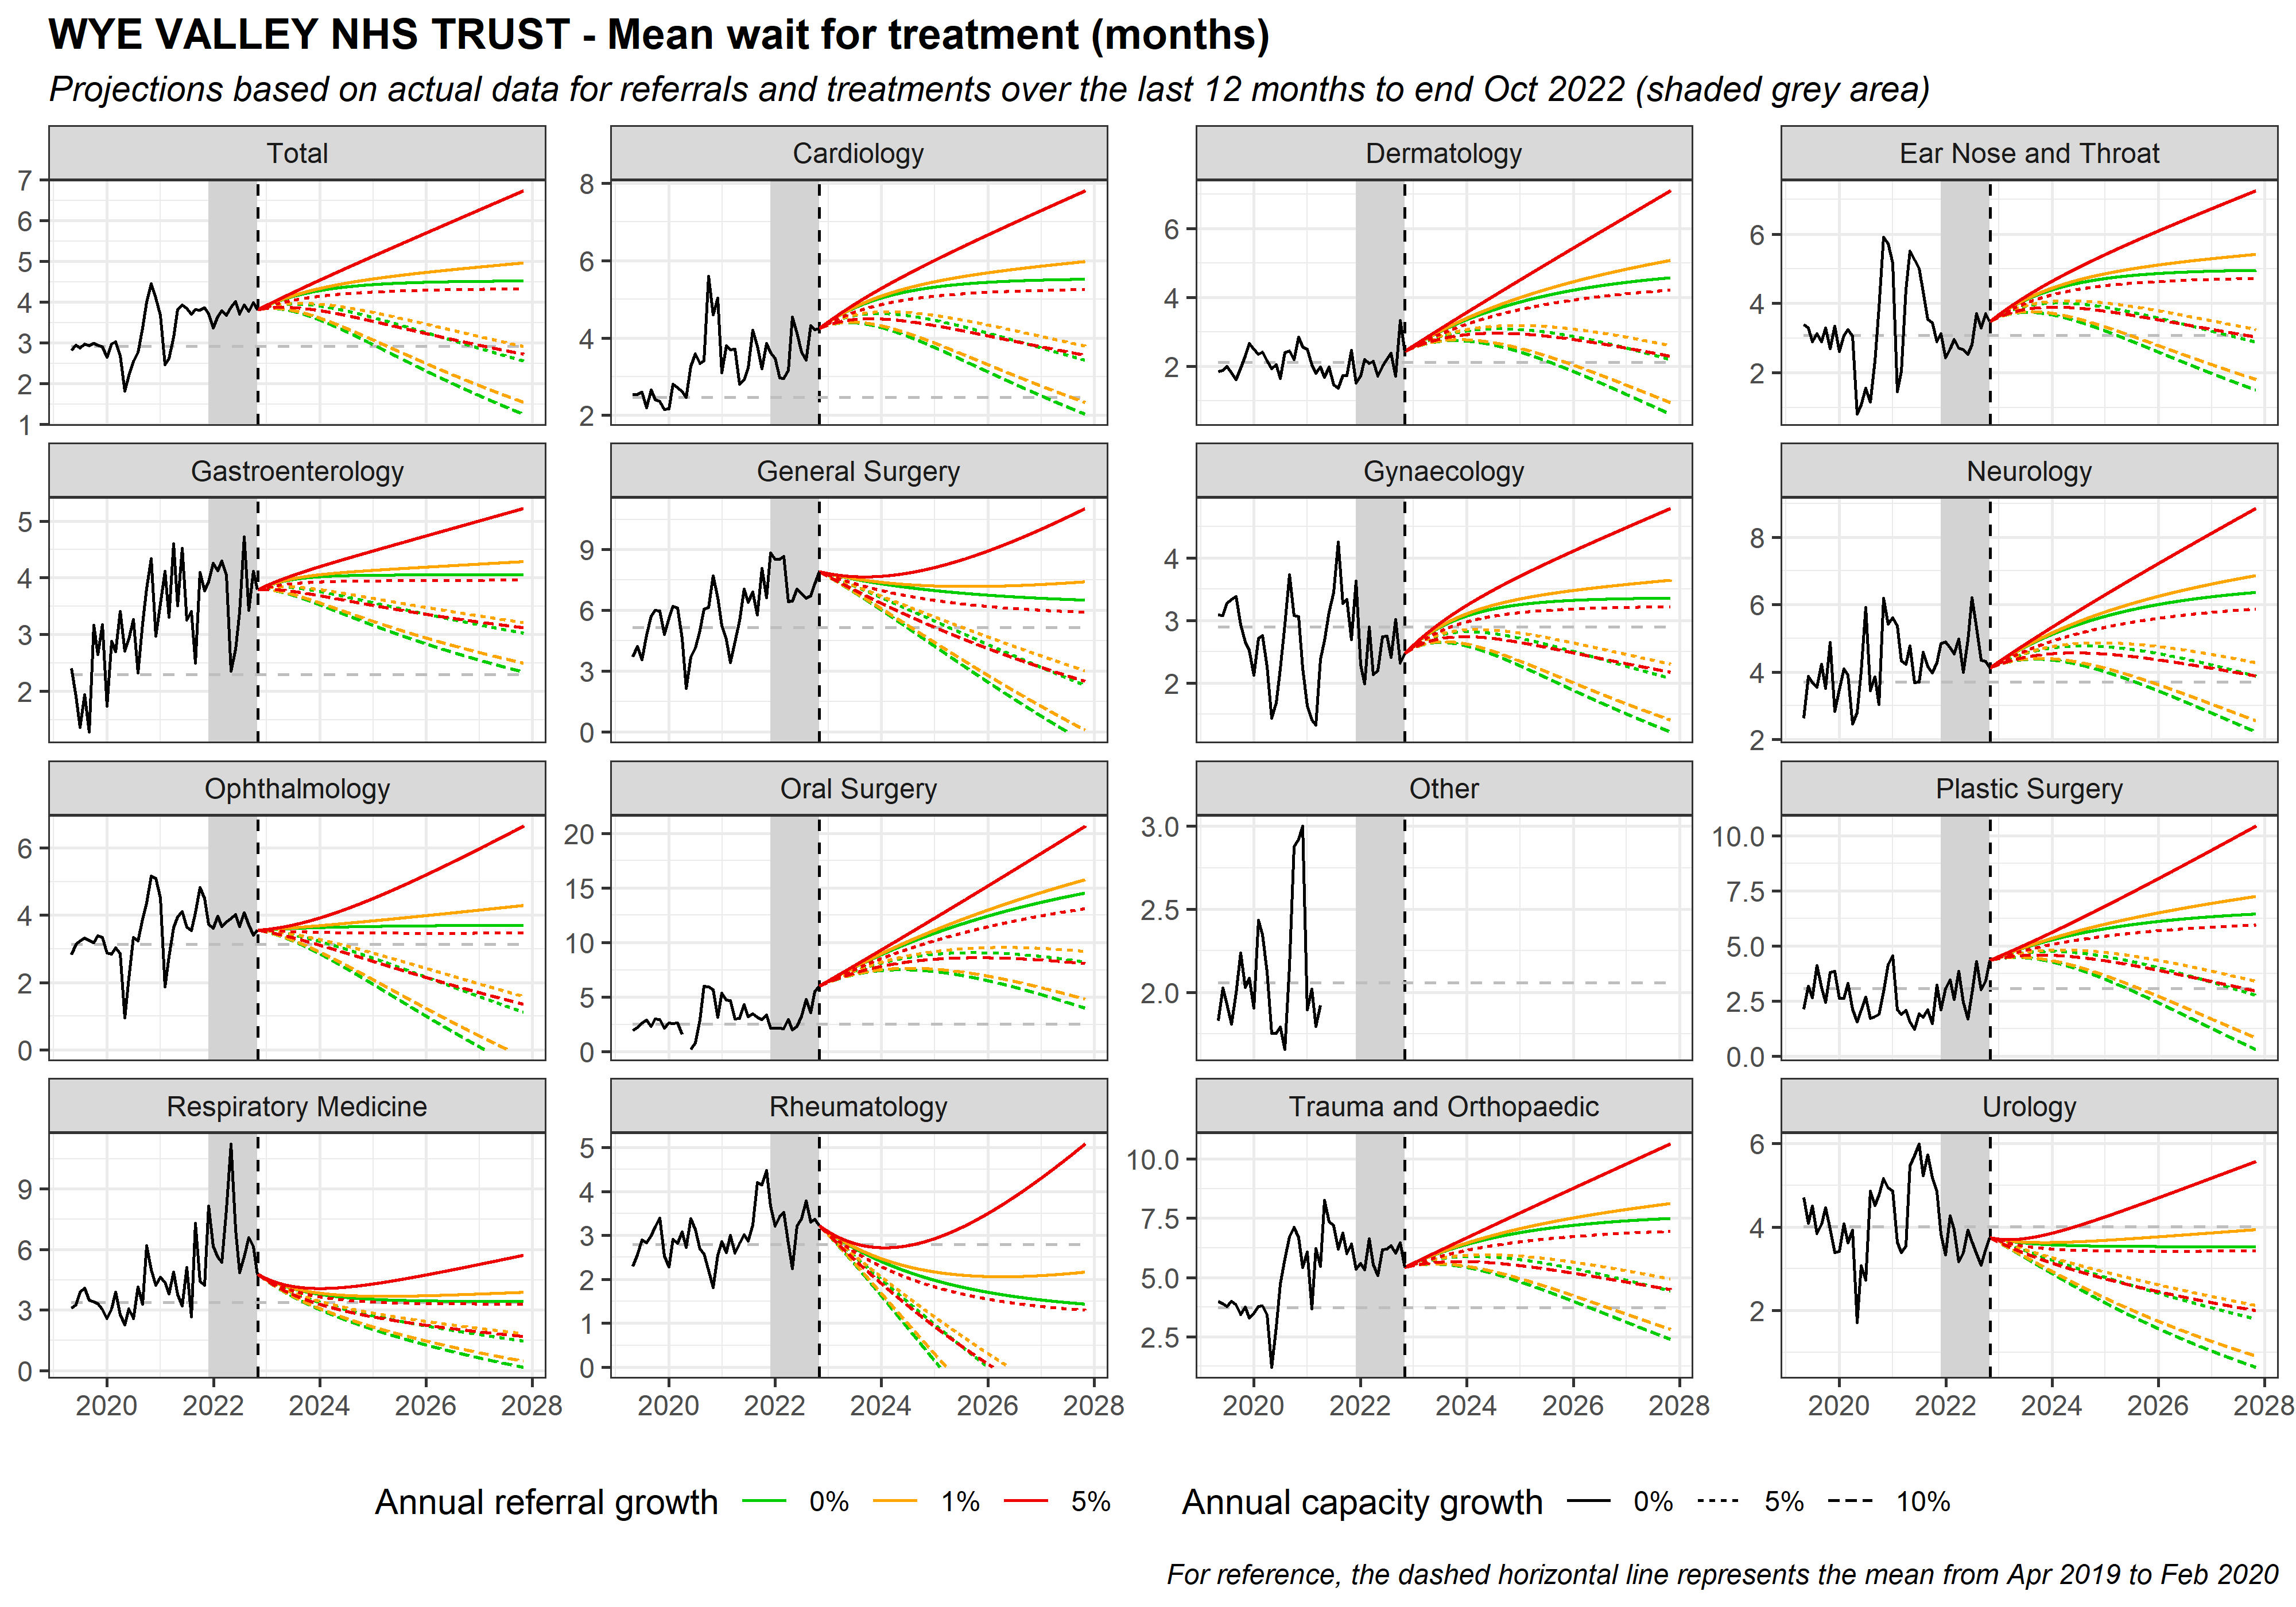 WYE VALLEY NHS TRUST - Mean wait for treatment (months)
Projections based on actual data for referrals and treatments over the last 12 months to end Oct 2022 (shaded grey area)
Total
Cardiology
Dermatology
Ear Nose and Throat
7
6
5
4
3
2
1
8
6
4
2
6
4
2
6
4
2
Gastroenterology
General Surgery
Gynaecology
Neurology
5
4
3
2
9
6
3
0
4
3
2
8
6
4
2
Ophthalmology
Oral Surgery
Other
Plastic Surgery
6
4
2
0
20
15
10
5
0
3.0
2.5
2.0
10.0
7.5
5.0
2.5
0.0
Respiratory Medicine
Rheumatology
Trauma and Orthopaedic
Urology
9
6
3
0
5
4
3
2
1
0
10.0
7.5
5.0
2.5
6
4
2
2020 2022 2024 2026 2028
2020 2022 2024 2026 2028
2020 2022 2024 2026 2028
2020 2022 2024 2026 2028
Annual referral growth 0% 1% 5%
Annual capacity growth 0% 5% 10%
For reference, the dashed horizontal line represents the mean from Apr 2019 to Feb 2020